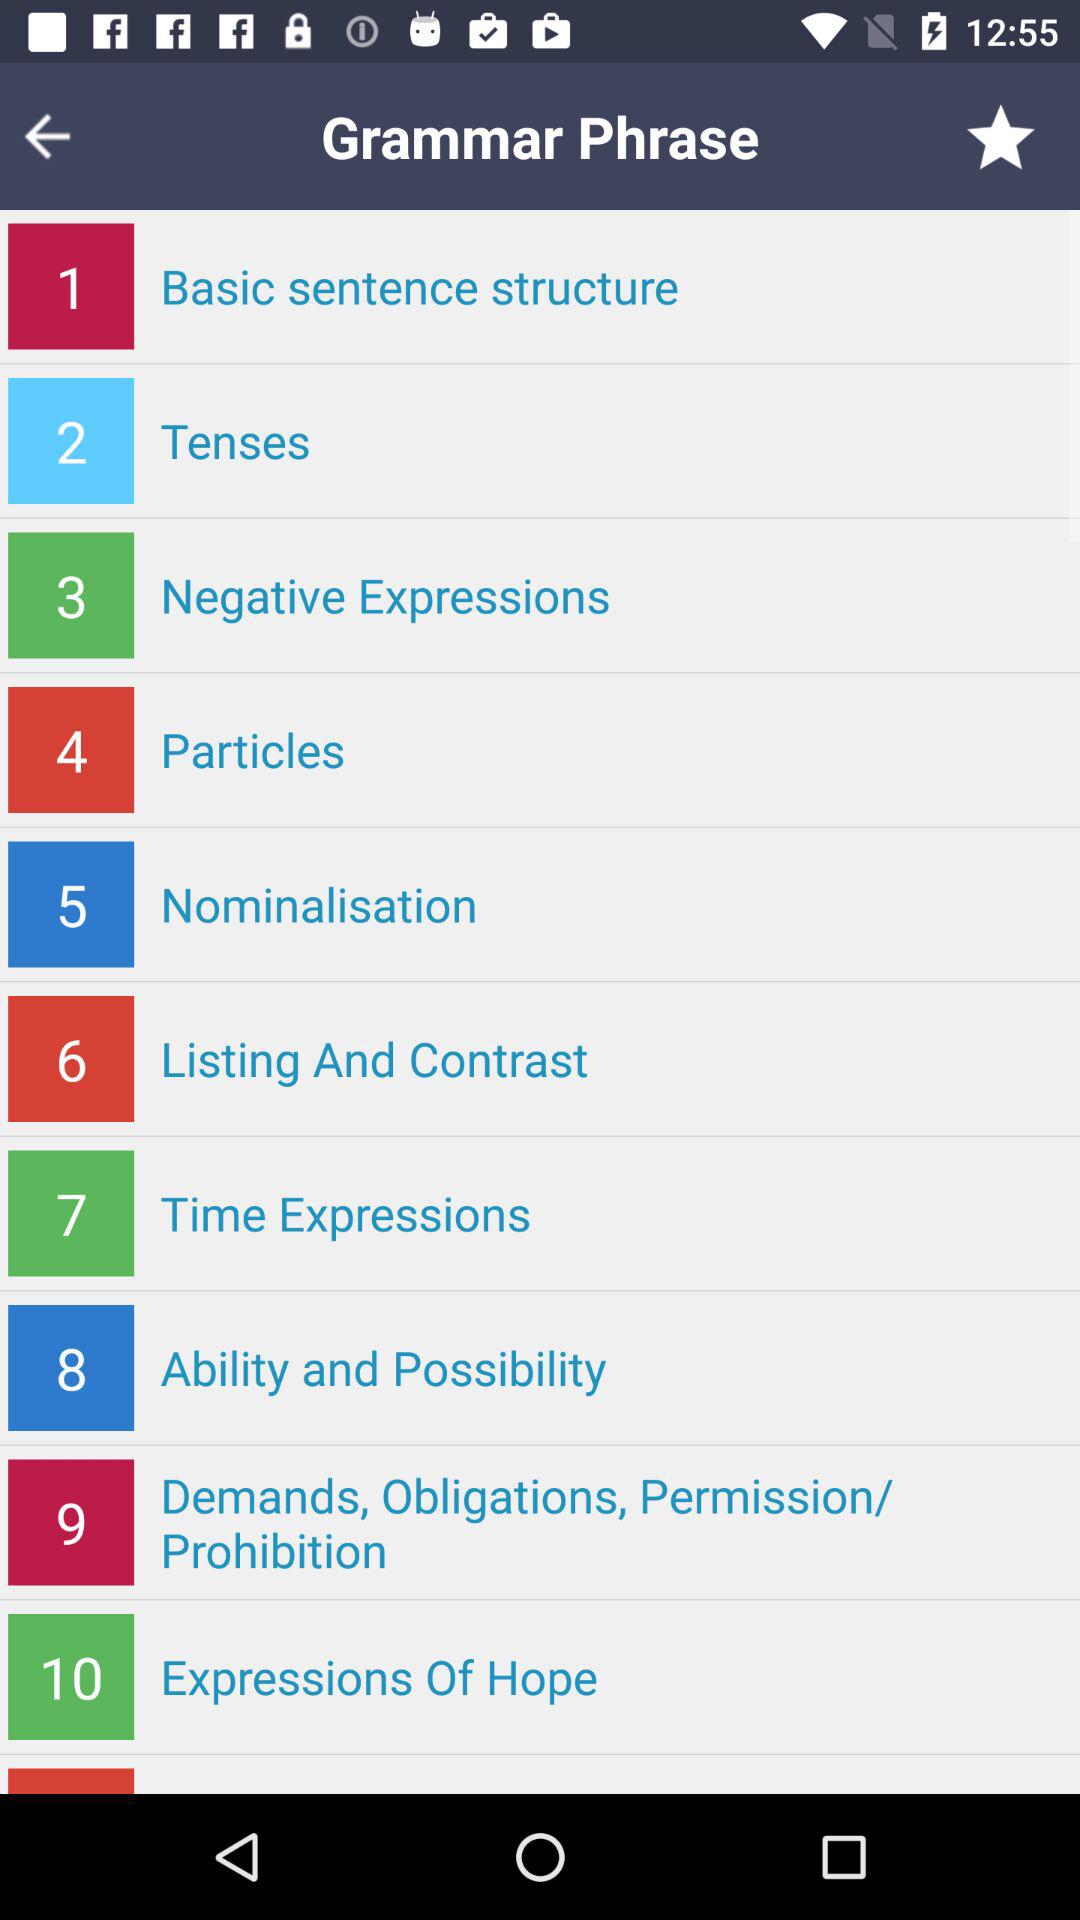 12:55
Grammar Phrase
1 Basic sentence structure
2 Tenses
3 Negative Expressions
4 Particles
5 Nominalisation
6 Listing And Contrast
7 Time Expressions
8 Ability and Possibility
9 Demands, Obligations, Permission/
Prohibition
10 Expressions Of Hope